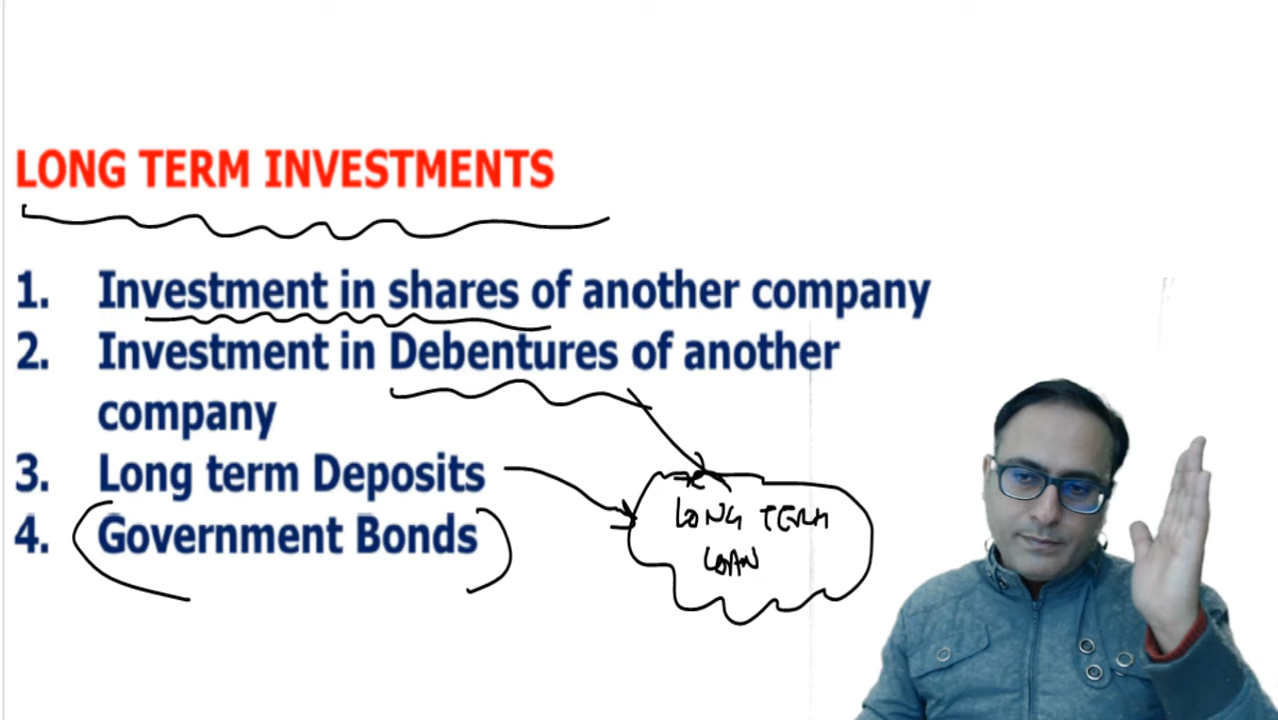 LONG TERM INVESTMENTS
1. Investment in shares of another company
2. Investment in Debentures of another
company
3. Long term Deposits
4. Government Bonds
LONG TERM
LOAN